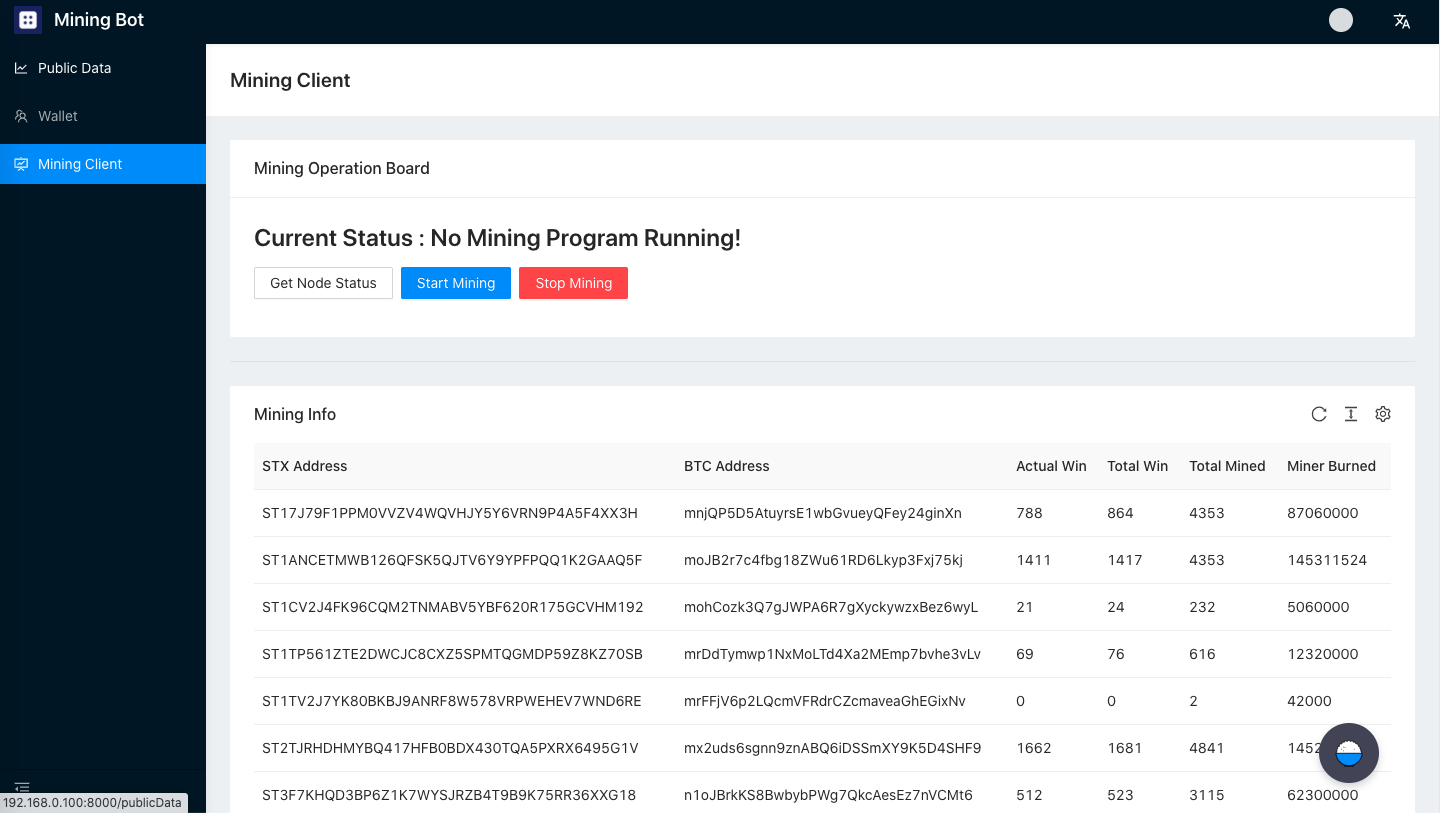 Mining Bot
Public Data
Wallet
Mining Client
Mining Client
Mining Operation Board
Current Status : No Mining Program Running!
Get Node Status Start Mining Stop Mining
Mining Info
STX Address BTC Address Actual Win Total Win Total Mined Miner Burned
ST17J79F1PPM0VVZV4WQVHJY5Y6VRN9P4A5F4XX3H mnjQP5D5AtuyrsE1wbGvueyQFey24ginXn 788 864 4353 87060000
ST1ANCETMWB126QFSK5QJTV6Y9YPFPQQ1K2GAAQ5F moJB2r7c4fbg18ZWu61RD6Lkyp3Fxj75kj 1411 1417 4353 145311524
ST1CV2J4FK96CQM2TNMABV5YBF620R175GCVHM192 mohCozk3Q7gJWPA6R7gXyckywzxBez6wyL 21 24 232 5060000
ST1TP561ZTE2DWCJC8CXZ5SPMTQGMDP59Z8KZ70SB mrDdTymwp1NxMoLTd4Xa2MEmp7bvhe3vLv 69 76 616 12320000
ST1TV2J7YK80BKBJ9ANRF8W578VRPWEHEV7WND6RE mrFFjV6p2LQcmVFRdrCZcmaveaGhEGixNv 0 0 2 42000
ST2TJRHDHMYBQ417HFB0BDX430TQA5PXRX6495G1V mx2uds6sgnn9znABQ6iDSSmXY9K5D4SHF9 1662 1681 4841
ST3F7KHQD3BP6Z1K7WYSJRZB4T9B9K75RR36XXG18 n1oJBrkKS8BwbybPWg7QkcAesEz7nVCMt6 512 523 3115 62300000
192.168.0.100:8000/publicData